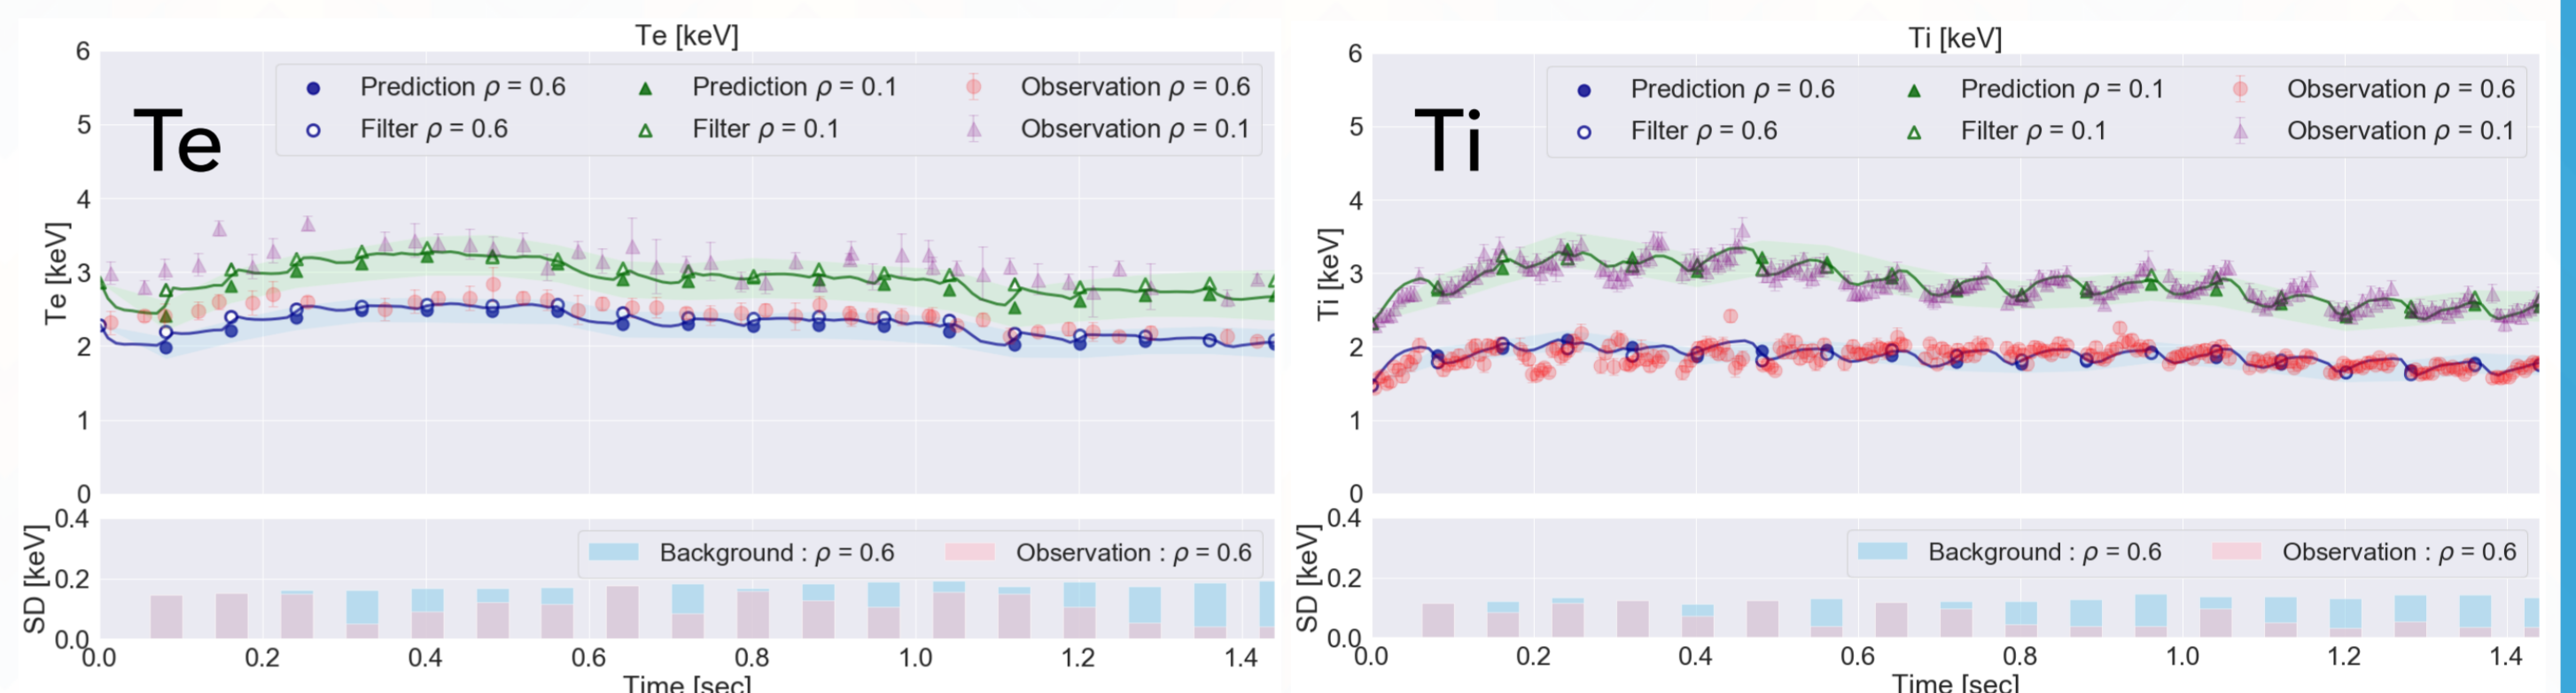 Te [keV]
Te
Prediction ρ = 0.6
Prediction ρ = 0.1
Observation ρ = 0.6
Filter ρ = 0.6
Filter ρ = 0.1
Observation ρ = 0.1
Te [keV]
6
5
4
3
2
1
0
SD [keV]
0.4
0.2
0.0
Background : ρ = 0.6
Observation : ρ = 0.6
0.0 0.2 0.4 0.6 0.8 1.0 1.2 1.4
Time [sec]
Ti [keV]
Ti
Prediction ρ = 0.6
Prediction ρ = 0.1
Observation ρ = 0.6
Filter ρ = 0.6
Filter ρ = 0.1
Observation ρ = 0.1
Ti [keV]
6
5
4
3
2
1
0
SD [keV]
0.4
0.2
0.0
Background : ρ = 0.6
Observation : ρ = 0.6
0.0 0.2 0.4 0.6 0.8 1.0 1.2 1.4
Time [sec]